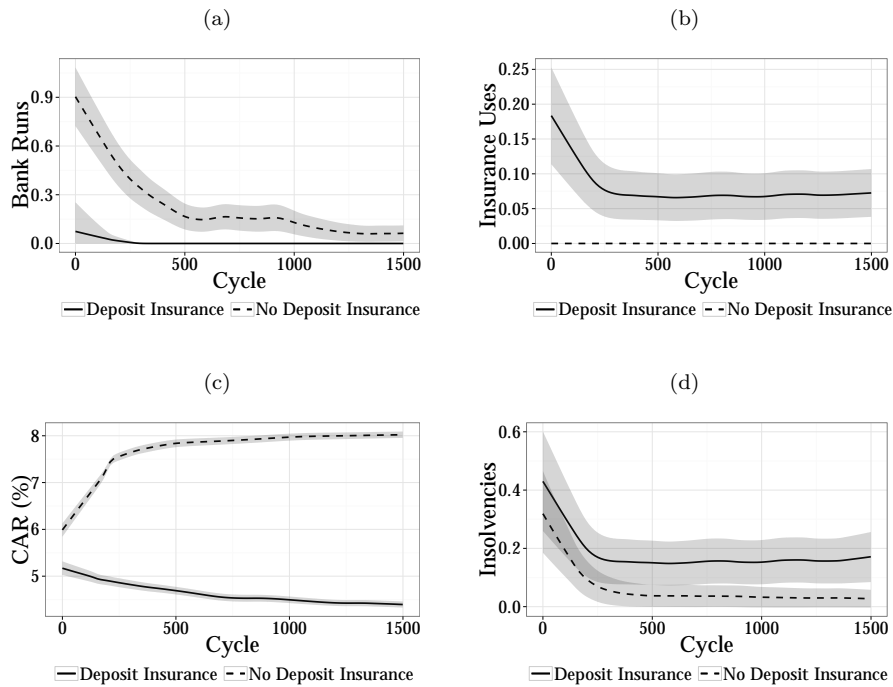 (a)
Bank Runs
0.9
0.6
0.3
0.0
0 500 1000 1500
Cycle
Deposit Insurance No Deposit Insurance
(b)
Insurance Uses
0.25
0.20
0.15
0.10
0.05
0.00
0 500 1000 1500
Cycle
Deposit Insurance No Deposit Insurance
(c)
CAR (%)
8
7
6
5
0 500 1000 1500
Cycle
Deposit Insurance No Deposit Insurance
(d)
Insolvencies
0.6
0.4
0.2
0.0
0 500 1000 1500
Cycle
Deposit Insurance No Deposit Insurance